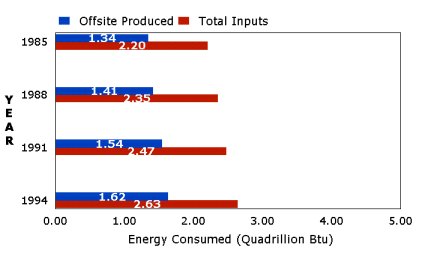 Offsite Produced Total Inputs
1985 1.34
2.20
1988 1.41
2.35
1991 1.54
2.47
1994 1.62
2.63
YEAR
0.00 1.00 2.00 3.00 4.00 5.00
Energy Consumed (Quadrillion Btu)